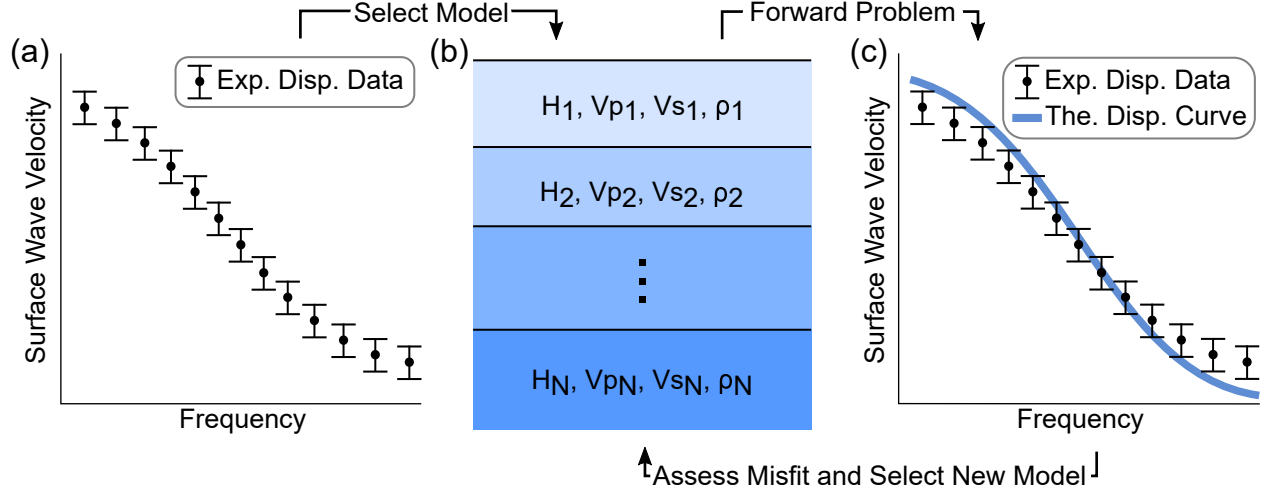 Select Model
Forward Problem
(a)
Exp. Disp. Data
Surface Wave Velocity
Frequency
(b)
H1, Vp1, Vs1, ρ1
H2, Vp2, Vs2, ρ2
HN, VpN, VsN, ρN
(c)
Exp. Disp. Data
The. Disp. Curve
Surface Wave Velocity
Frequency
Assess Misfit and Select New Model